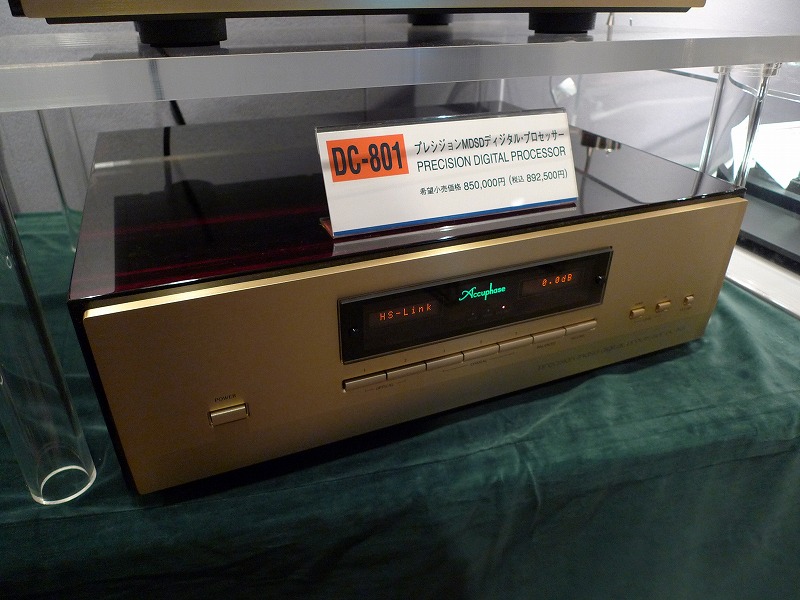 DC-801
プレシジョンMDSDディジタル・プロセッサー
PRECISION DIGITAL PROCESSOR
希望小売価格 850,000円 (税込 892,500円)
HS-Link
Accuphase
0.0dB
POWER